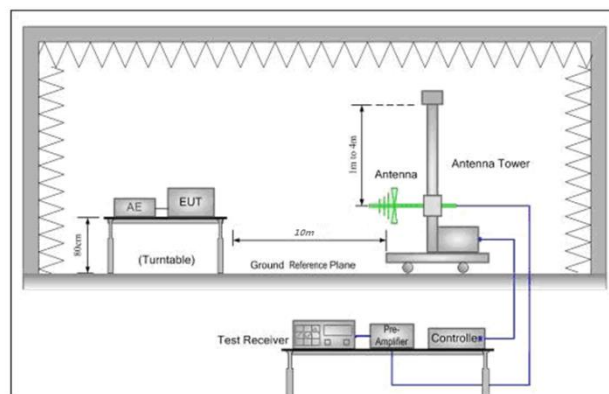 1m to 4m
Antenna
Antenna Tower
AE
EUT
80cm
(Turntable)
10m
Ground Reference Plane
Test Receiver
Pre-
Amplifier
Controller